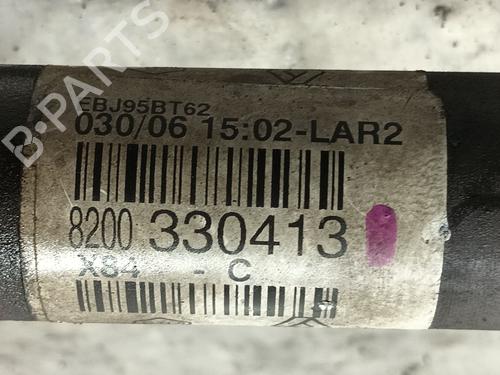 B·PARTS
EBJ95BT62
030/06 15:02-LAR2
8200 330413
X84 - C